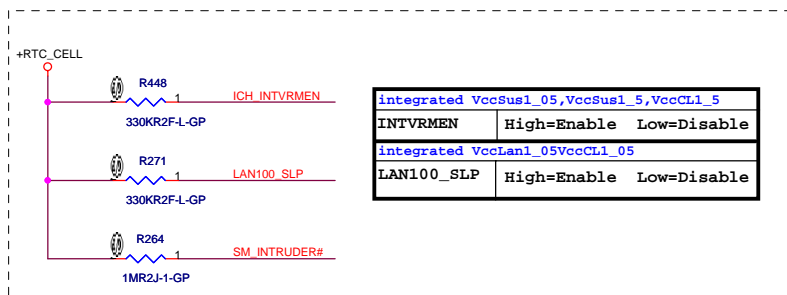 +RTC_CELL
R448
1
ICH_INTVRMEN
330KR2F-L-GP
R271
1
LAN100_SLP
330KR2F-L-GP
R264
1
SM_INTRUDER#
1MR2J-1-GP
integrated VccSus1_05,VccSus1_5,VccCL1_5
INTVRMEN High=Enable Low=Disable
integrated VccLan1_05VccCL1_05
LAN100_SLP High=Enable Low=Disable